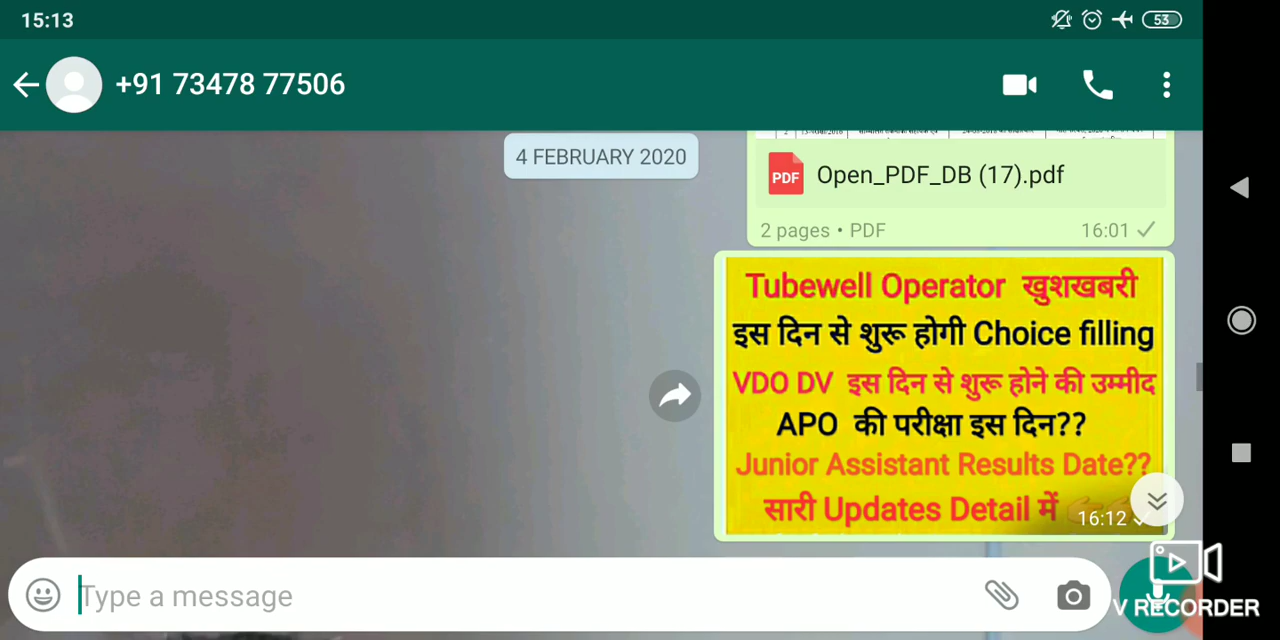 15:13
53
+91 73478 77506
4 FEBRUARY 2020
PDF
Open_PDF_DB (17).pdf
2 pages • PDF
16:01
Tubewell Operator खुशखबरी
इस दिन से शुरू होगी Choice filling
VDO DV इस दिन से शुरू होने की उम्मीद
APO की परीक्षा इस दिन??
Junior Assistant Results Date??
सारी Updates Detail में
16:12
Type a message
V RECORDER